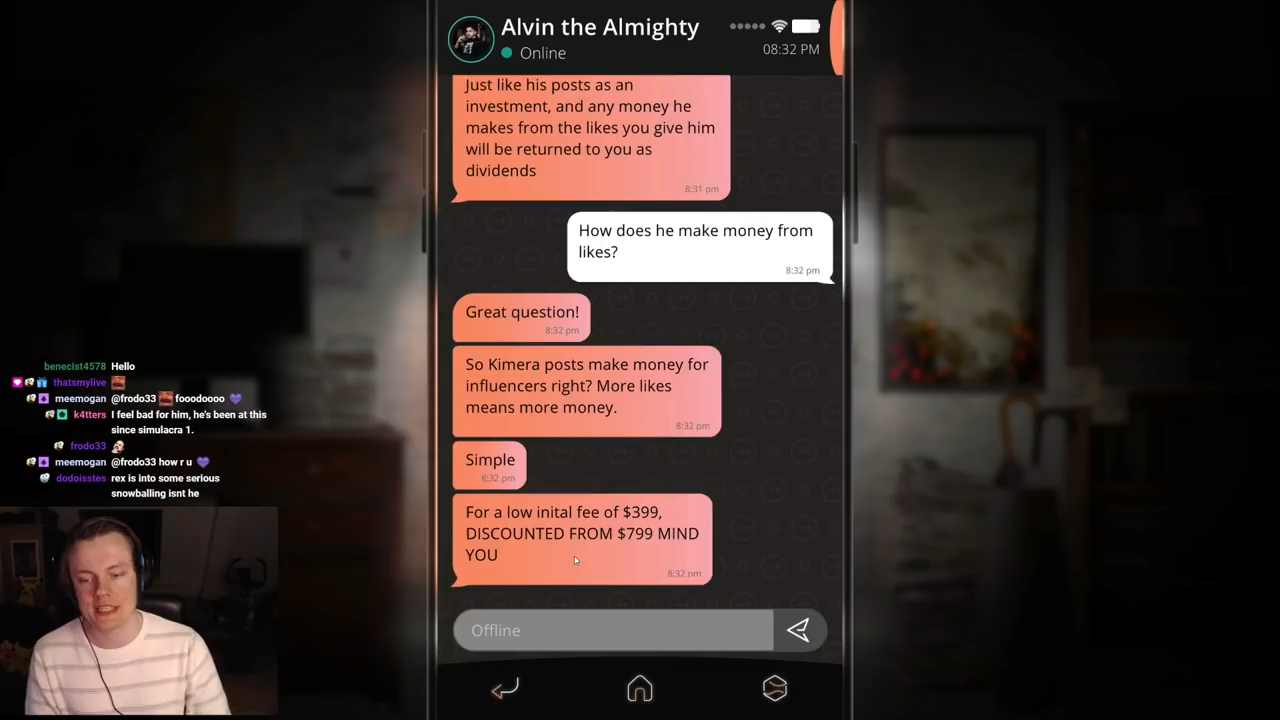 Alvin the Almighty
Online
08:32 PM
Just like his posts as an
investment, and any money he
makes from the likes you give him
will be returned to you as
dividends
8:31 pm
How does he make money from
likes?
8:32 pm
Great question!
8:32 pm
So Kimera posts make money for
influencers right? More likes
means more money.
8:32 pm
Simple
8:32 pm
For a low inital fee of $399,
DISCOUNTED FROM $799 MIND
YOU
8:32 pm
Offline
benecist4578 Hello
thatsmylive
meemogan @frodo33 fooodoooo
k4tters I feel bad for him, he's been at this
since simulacra 1.
frodo33
meemogan @frodo33 how r u
dodoisstes rex is into some serious
snowballing isnt he